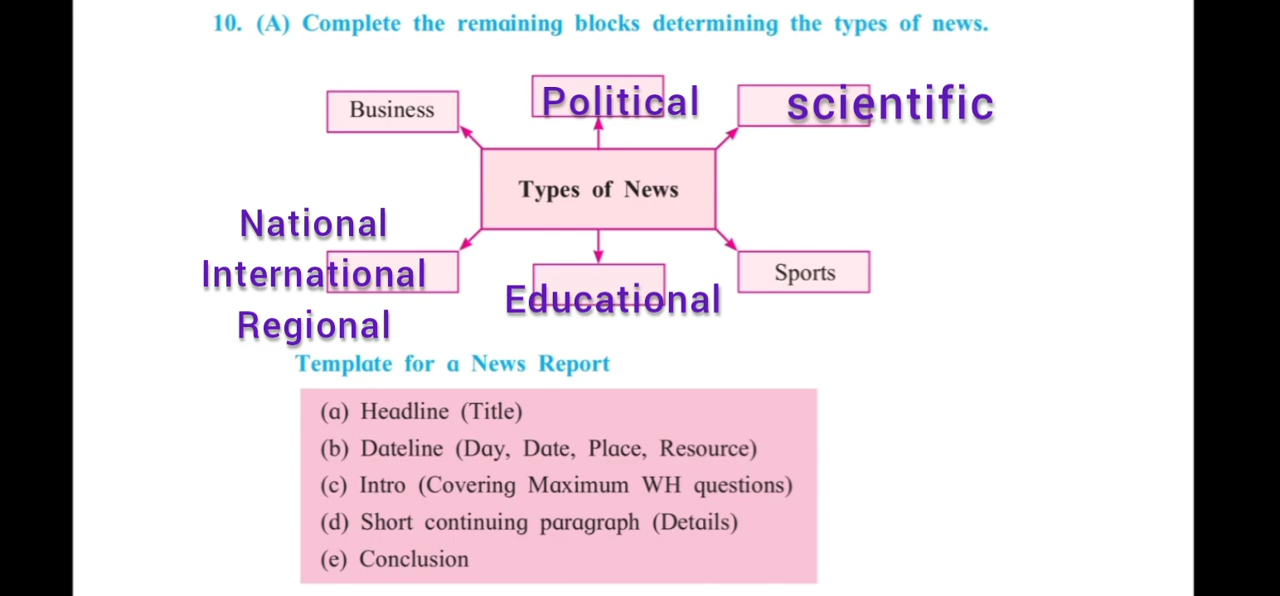 10. (A) Complete the remaining blocks determining the types of news.
Business
Political
scientific
Types of News
National
International
Regional
Educational
Sports
Template for a News Report
(a) Headline (Title)
(b) Dateline (Day, Date, Place, Resource)
(c) Intro (Covering Maximum WH questions)
(d) Short continuing paragraph (Details)
(e) Conclusion